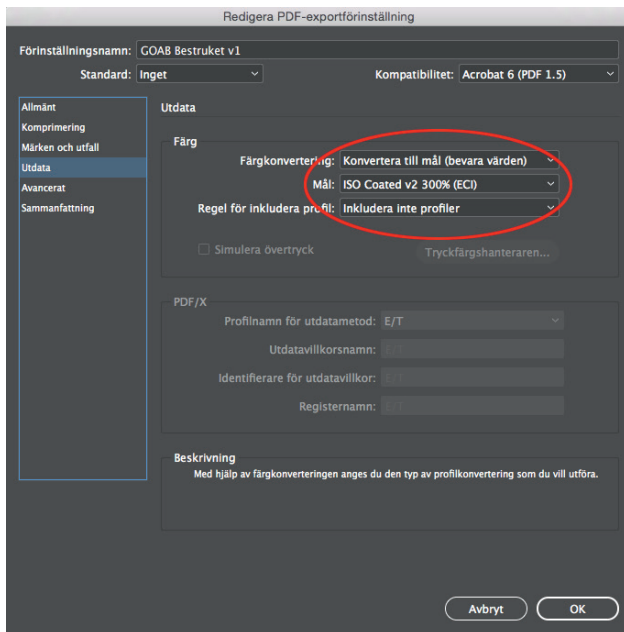 Redigera PDF-exportförinställning
Förinställningsnamn: GOAB Bestruket v1
Standard: Inget Kompatibilitet: Acrobat 6 (PDF 1.5)
Allmänt
Komprimering
Märken och utfall
Utdata
Avancerat
Sammanfattning
Utdata
Färg
Färgkonvertering: Konvertera till mål (bevara värden)
Mål: ISO Coated v2 300% (ECI)
Regel för inkludera profil: Inkludera inte profiler
Simulera övertryck Tryckfärgshanteraren...
PDF/X
Profilnamn för utdatametod: E/T
Utdatavillkorsnamn: E/T
Identifierare för utdatavillkor: E/T
Registernamn: E/T
Beskrivning
Med hjälp av färgkonverteringen anges du den typ av profilkonvertering som du vill utföra.
Avbryt OK